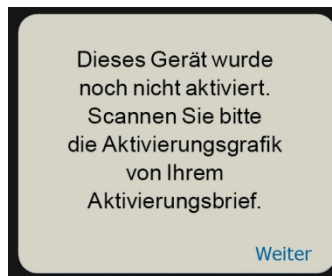 Dieses Gerät wurde
noch nicht aktiviert.
Scannen Sie bitte
die Aktivierungsgrafik
von Ihrem
Aktivierungsbrief.
Weiter